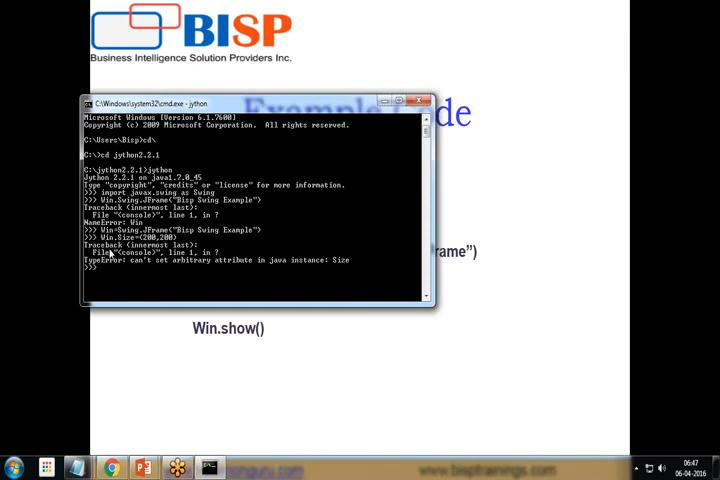 BISP
Business Intelligence Solution Providers Inc.
C:\Windows\system32\cmd.exe - jython
Example Code
Microsoft Windows [Version 6.1.7600]
Copyright (c) 2009 Microsoft Corporation. All rights reserved.
C:\Users\Bisp>cd\
C:\>cd jython2.2.1
C:\jython2.2.1>jython
Jython 2.2.1 on java1.7.0_45
Type "copyright", "credits" or "license" for more information.
>>> import javax.swing as Swing
>>> Win.Swing.JFrame("Bisp Swing Example")
Traceback (innermost last):
File "<console>", line 1, in ?
NameError: Win
>>> Win=Swing.JFrame("Bisp Swing Example")
>>> Win.Size=(200,200)
Traceback (innermost last):
File "<console>", line 1, in ?
TypeError: can't set arbitrary attribute in java instance: Size
>>>
rame”)
Win.show()
www.bisptrainings.com
06:47
06-04-2016